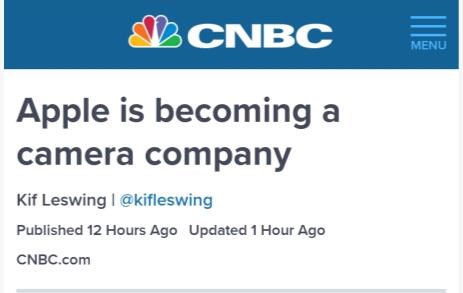 CNBC
MENU
Apple is becoming a
camera company
Kif Leswing | @kifleswing
Published 12 Hours Ago Updated 1 Hour Ago
CNBC.com